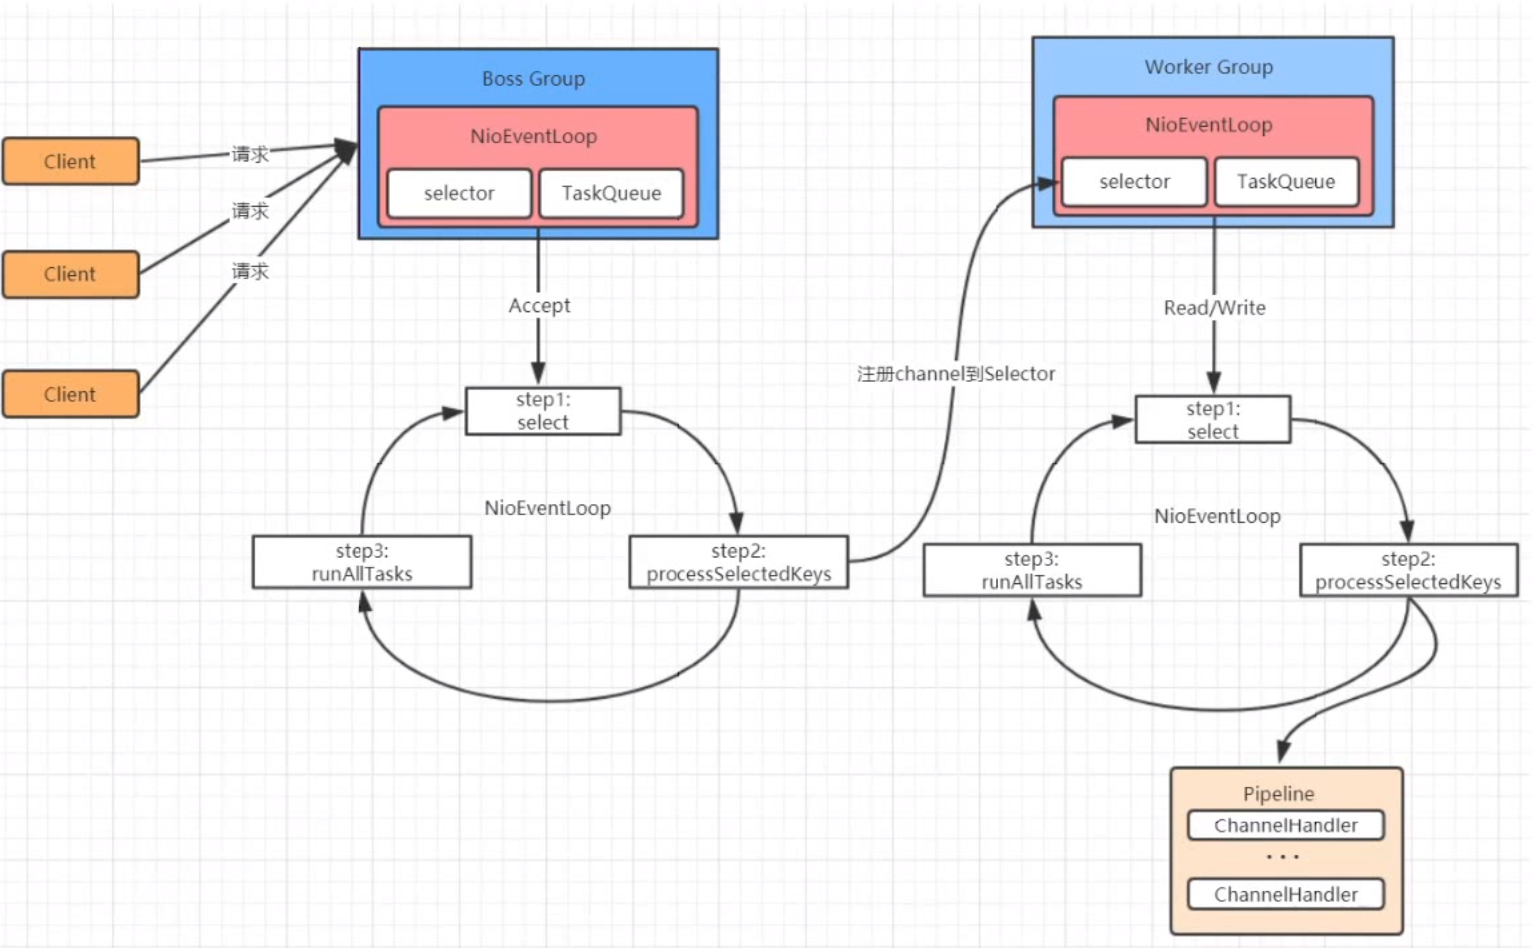 Boss Group
NioEventLoop
selector
TaskQueue
Client
请求
Client
请求
Client
请求
Accept
step1:
select
NioEventLoop
step2:
processSelectedKeys
step3:
runAllTasks
注册channel到Selector
Worker Group
NioEventLoop
selector
TaskQueue
Read/Write
step1:
select
NioEventLoop
step2:
processSelectedKeys
step3:
runAllTasks
Pipeline
ChannelHandler
...
ChannelHandler